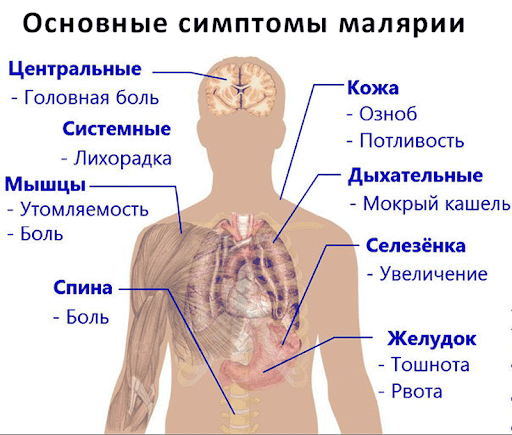 Основные симптомы малярии
Центральные
- Головная боль
Системные
- Лихорадка
Мышцы
- Утомляемость
- Боль
Спина
- Боль
Кожа
- Озноб
- Потливость
Дыхательные
- Мокрый кашель
Селезёнка
- Увеличение
Желудок
- Тошнота
- Рвота